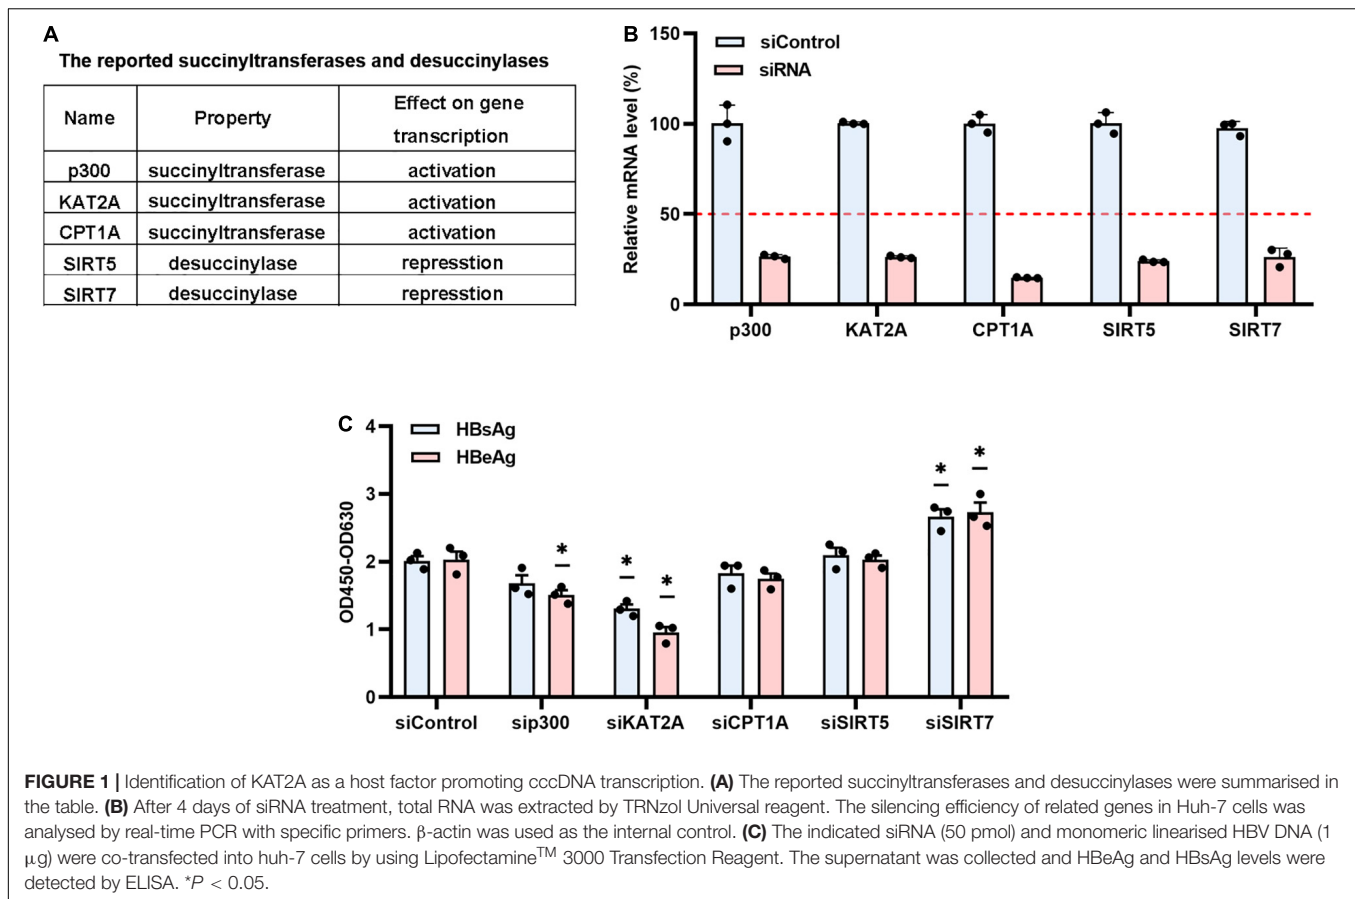 A
The reported succinyltransferases and desuccinylases
Name Property Effect on gene
transcription
p300 succinyltransferase activation
KAT2A succinyltransferase activation
CPT1A succinyltransferase activation
SIRT5 desuccinylase represstion
SIRT7 desuccinylase represstion
B
siControl
siRNA
Relative mRNA level (%)
150
100
50
0
p300 KAT2A CPT1A SIRT5 SIRT7
C
HBsAg
HBeAg
OD450-OD630
4
3
2
1
0
* * * * *
siControl sip300 siKAT2A siCPT1A siSIRT5 siSIRT7
FIGURE 1 | Identification of KAT2A as a host factor promoting cccDNA transcription. (A) The reported succinyltransferases and desuccinylases were summarised in
the table. (B) After 4 days of siRNA treatment, total RNA was extracted by TRNzol Universal reagent. The silencing efficiency of related genes in Huh-7 cells was
analysed by real-time PCR with specific primers. β-actin was used as the internal control. (C) The indicated siRNA (50 pmol) and monomeric linearised HBV DNA (1
μg) were co-transfected into huh-7 cells by using Lipofectamine™ 3000 Transfection Reagent. The supernatant was collected and HBeAg and HBsAg levels were
detected by ELISA. *P < 0.05.